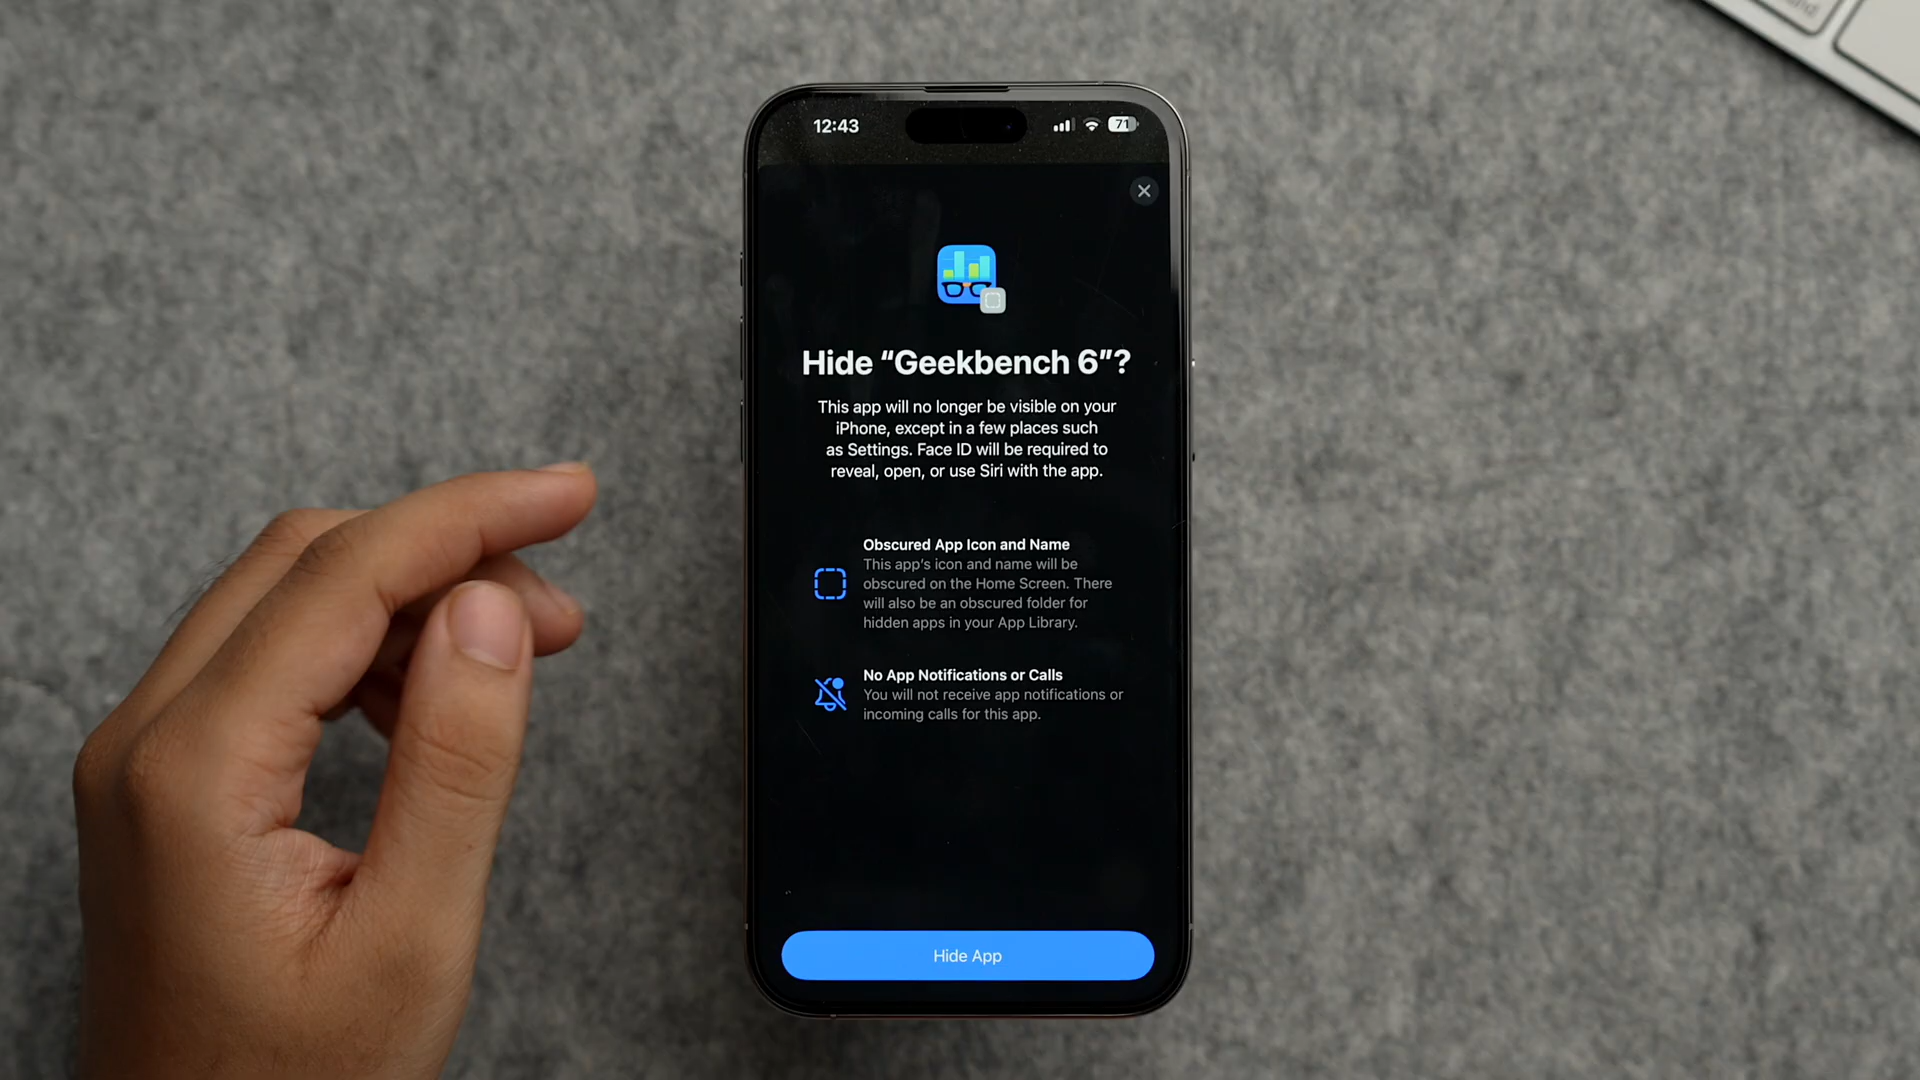 12:43
71
Hide “Geekbench 6”?
This app will no longer be visible on your
iPhone, except in a few places such
as Settings. Face ID will be required to
reveal, open, or use Siri with the app.
Obscured App Icon and Name
This app's icon and name will be
obscured on the Home Screen. There
will also be an obscured folder for
hidden apps in your App Library.
No App Notifications or Calls
You will not receive app notifications or
incoming calls for this app.
Hide App